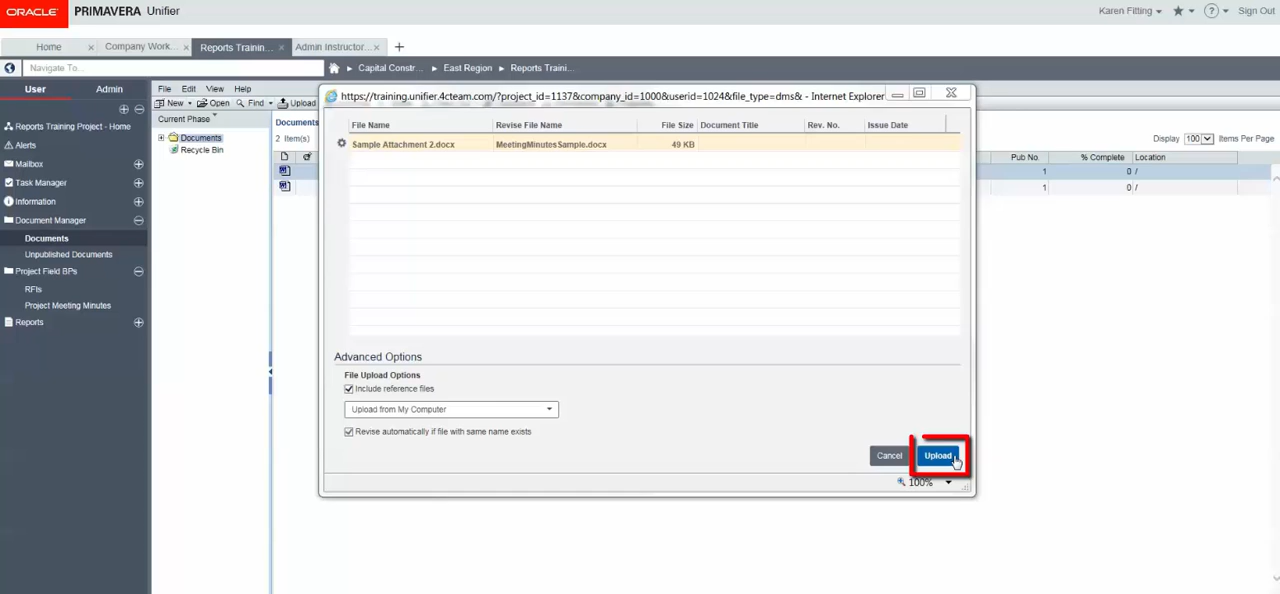 ORACLE PRIMAVERA Unifier Karen Fitting ? Sign Out
Home × Company Work... × Reports Trainin... × Admin Instructor... × +
Navigate To... Capital Constr... ▸ East Region ▸ Reports Traini...
User Admin
Reports Training Project - Home
Alerts
Mailbox
Task Manager
Information
Document Manager
Documents
Unpublished Documents
Project Field BPs
RFIs
Project Meeting Minutes
Reports
File Edit View Help
New Open Find Upload
Current Phase
Documents
Recycle Bin
Documents
2 Item(s)
Display 100 Items Per Page
Pub No. % Complete Location
1 0 /
1 0 /
https://training.unifier.4cteam.com/?project_id=1137&company_id=1000&userid=1024&file_type=dms& - Internet Explorer
File Name Revise File Name File Size Document Title Rev. No. Issue Date
Sample Attachment 2.docx MeetingMinutesSample.docx 49 KB
Advanced Options
File Upload Options
Include reference files
Upload from My Computer
Revise automatically if file with same name exists
Cancel Upload
100%